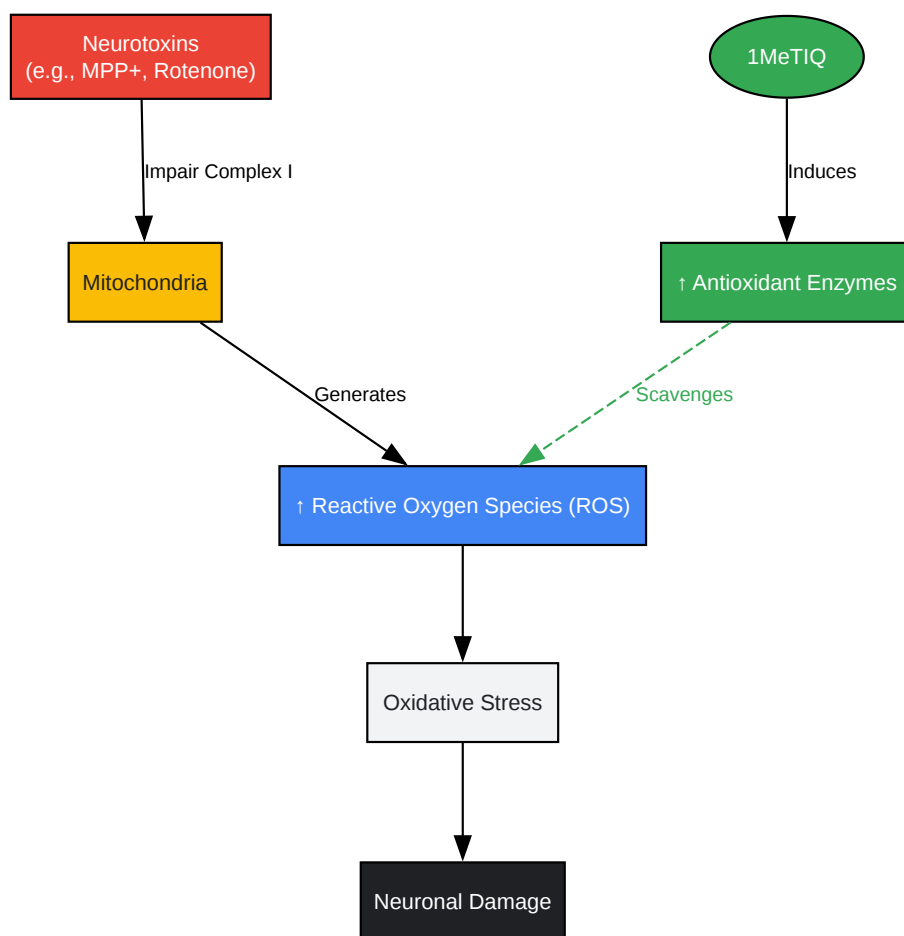 Neurotoxins
(e.g., MPP+, Rotenone)
1MeTIQ
Impair Complex I
Induces
Mitochondria
↑ Antioxidant Enzymes
Generates
Scavenges
↑ Reactive Oxygen Species (ROS)
Oxidative Stress
Neuronal Damage